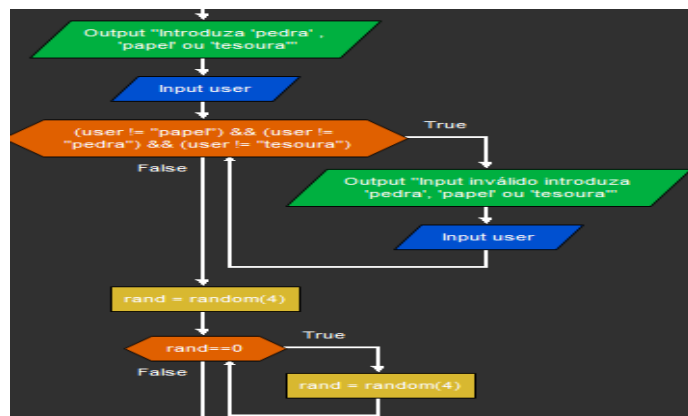 Output "Introduza 'pedra' ,
'papel' ou 'tesoura'"
Input user
(user != "papel") && (user !=
"pedra") && (user != "tesoura")
True
False
Output "Input inválido introduza
'pedra', 'papel' ou 'tesoura'"
Input user
rand = random(4)
rand==0
True
False
rand = random(4)